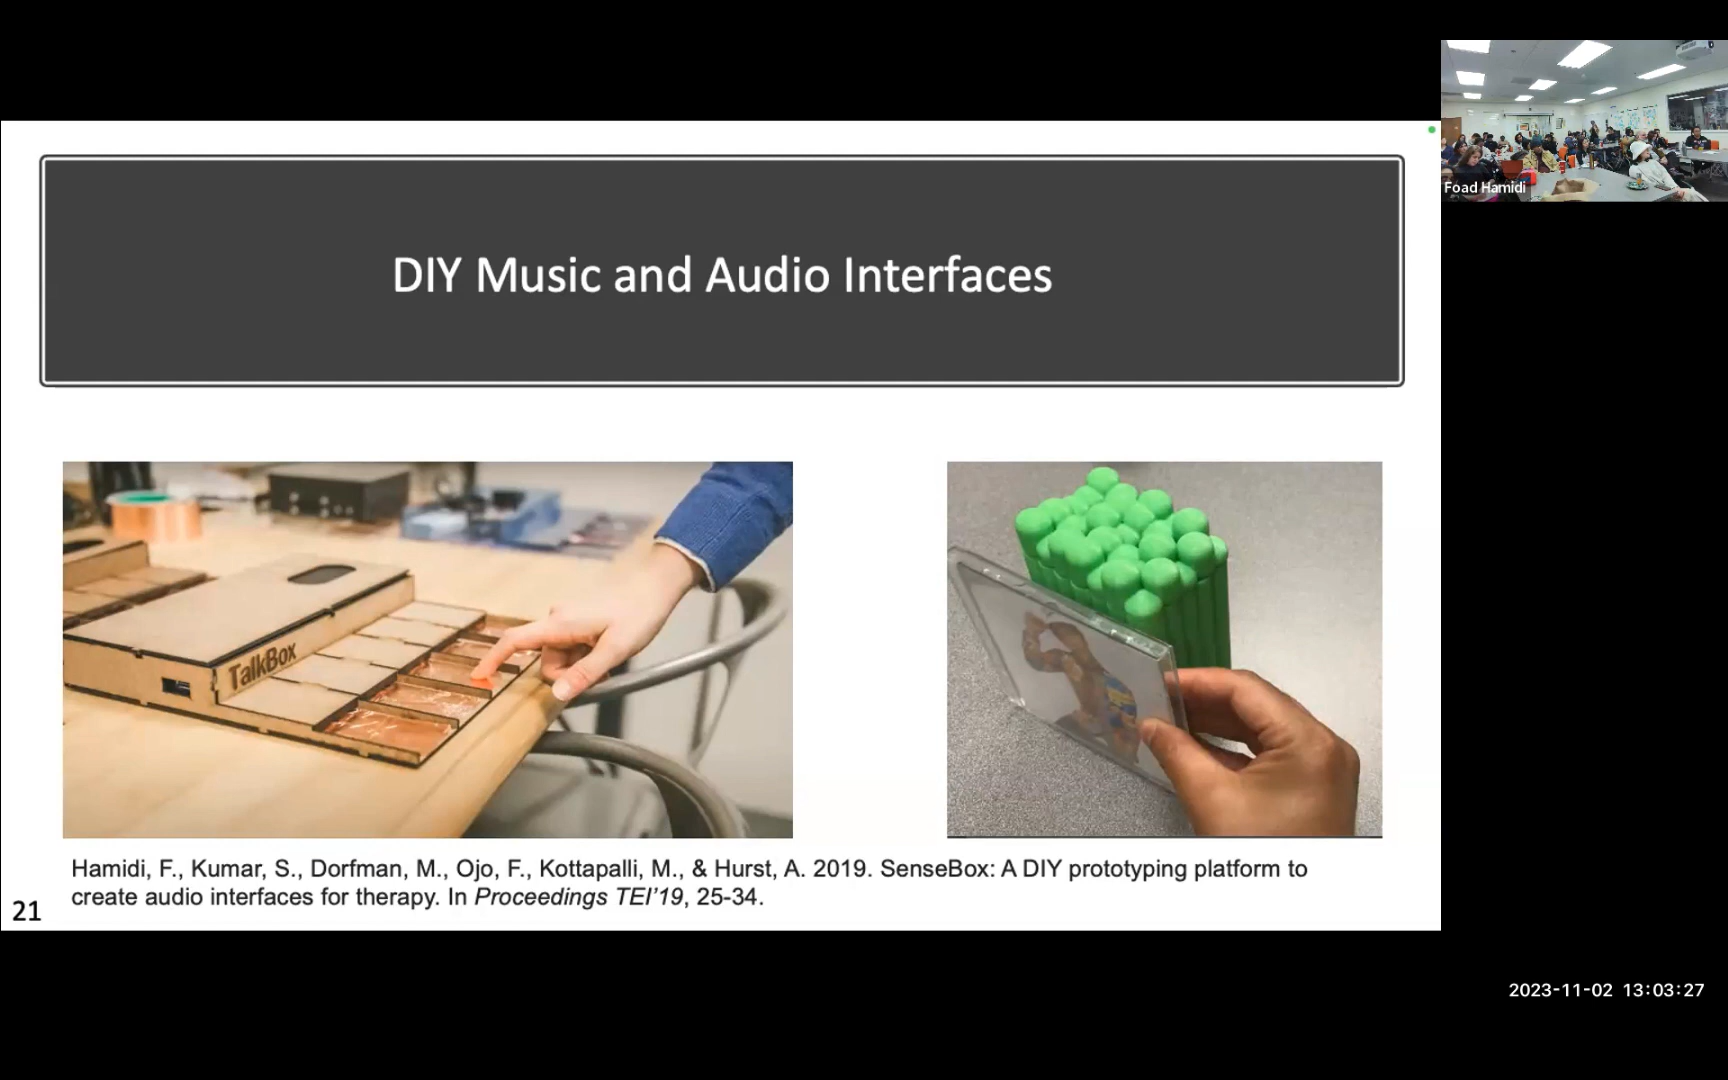 Foad Hamidi
DIY Music and Audio Interfaces
TalkBox
Hamidi, F., Kumar, S., Dorfman, M., Ojo, F., Kottapalli, M., & Hurst, A. 2019. SenseBox: A DIY prototyping platform to
create audio interfaces for therapy. In Proceedings TEI’19, 25-34.
21
2023-11-02 13:03:27